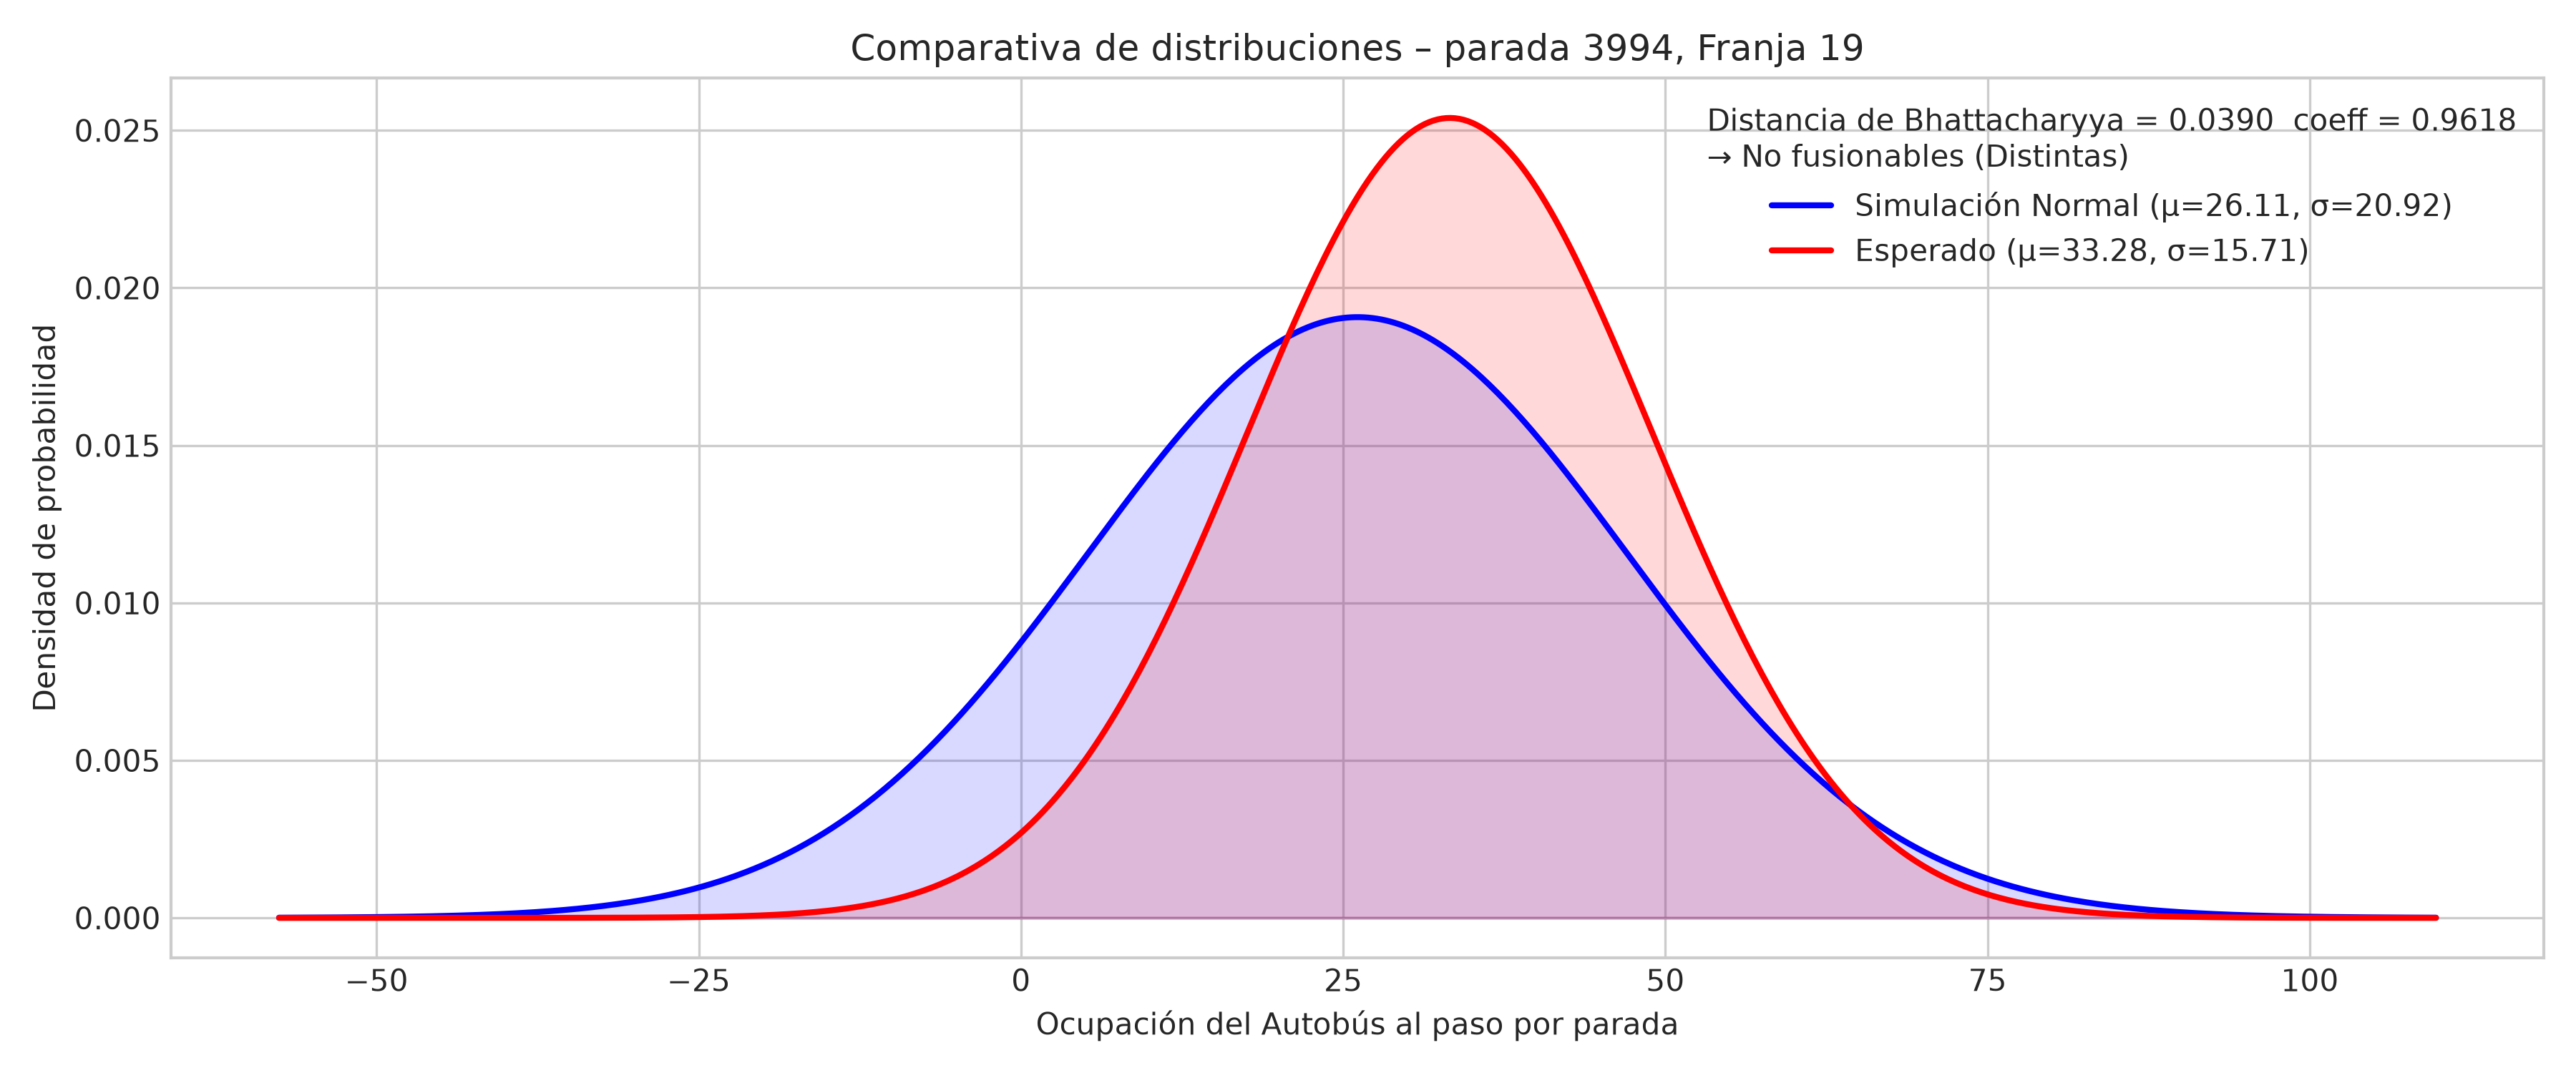 Comparativa de distribuciones – parada 3994, Franja 19
Distancia de Bhattacharyya = 0.0390  coeff = 0.9618
→ No fusionables (Distintas)
Simulación Normal (μ=26.11, σ=20.92)
Esperado (μ=33.28, σ=15.71)
Densidad de probabilidad
0.025
0.020
0.015
0.010
0.005
0.000
−50 −25 0 25 50 75 100
Ocupación del Autobús al paso por parada